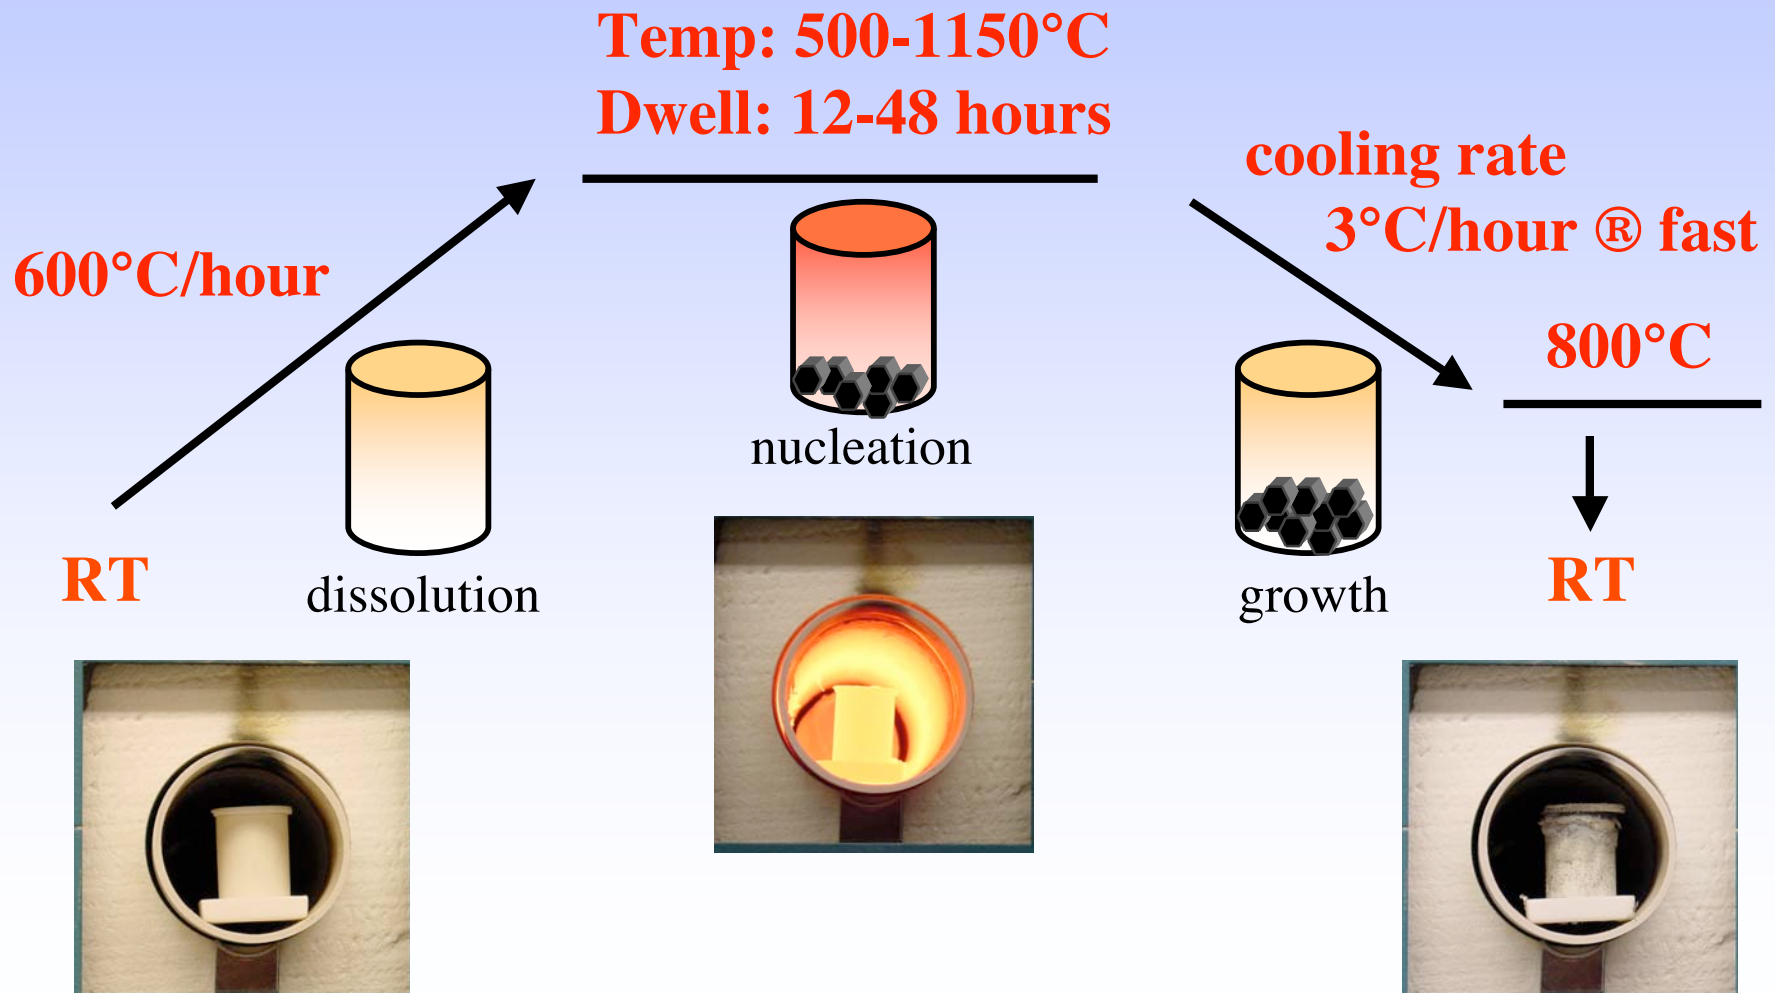 Temp: 500-1150°C
Dwell: 12-48 hours
cooling rate
3°C/hour ® fast
600°C/hour
800°C
nucleation
RT
dissolution
growth
RT